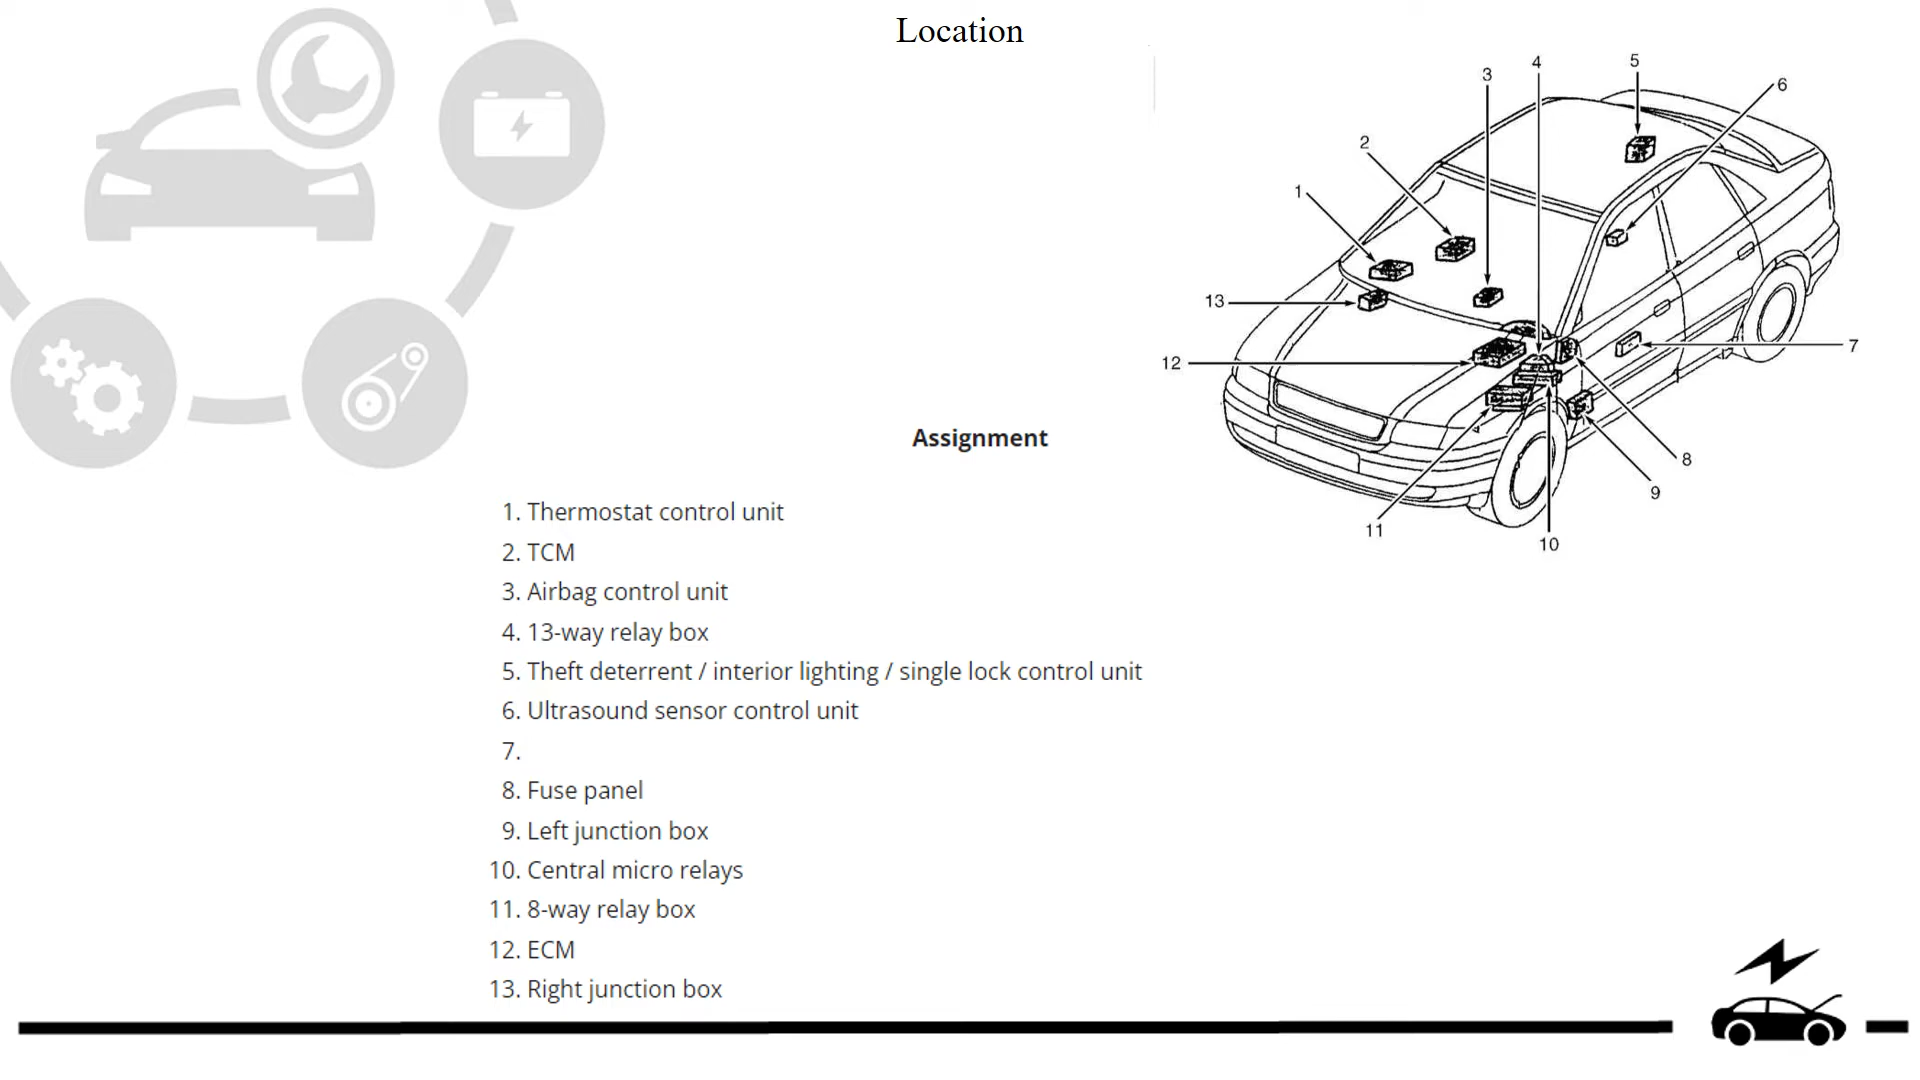 Location
4
5
3
6
2
1
13
12
7
8
9
11
10
Assignment
1. Thermostat control unit
2. TCM
3. Airbag control unit
4. 13-way relay box
5. Theft deterrent / interior lighting / single lock control unit
6. Ultrasound sensor control unit
7.
8. Fuse panel
9. Left junction box
10. Central micro relays
11. 8-way relay box
12. ECM
13. Right junction box